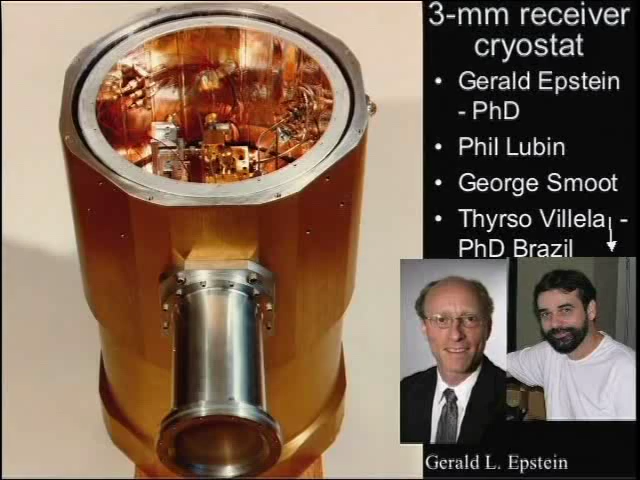 3-mm receiver
cryostat
• Gerald Epstein
- PhD
• Phil Lubin
• George Smoot
• Thyrso Villela -
PhD Brazil
Gerald L. Epstein